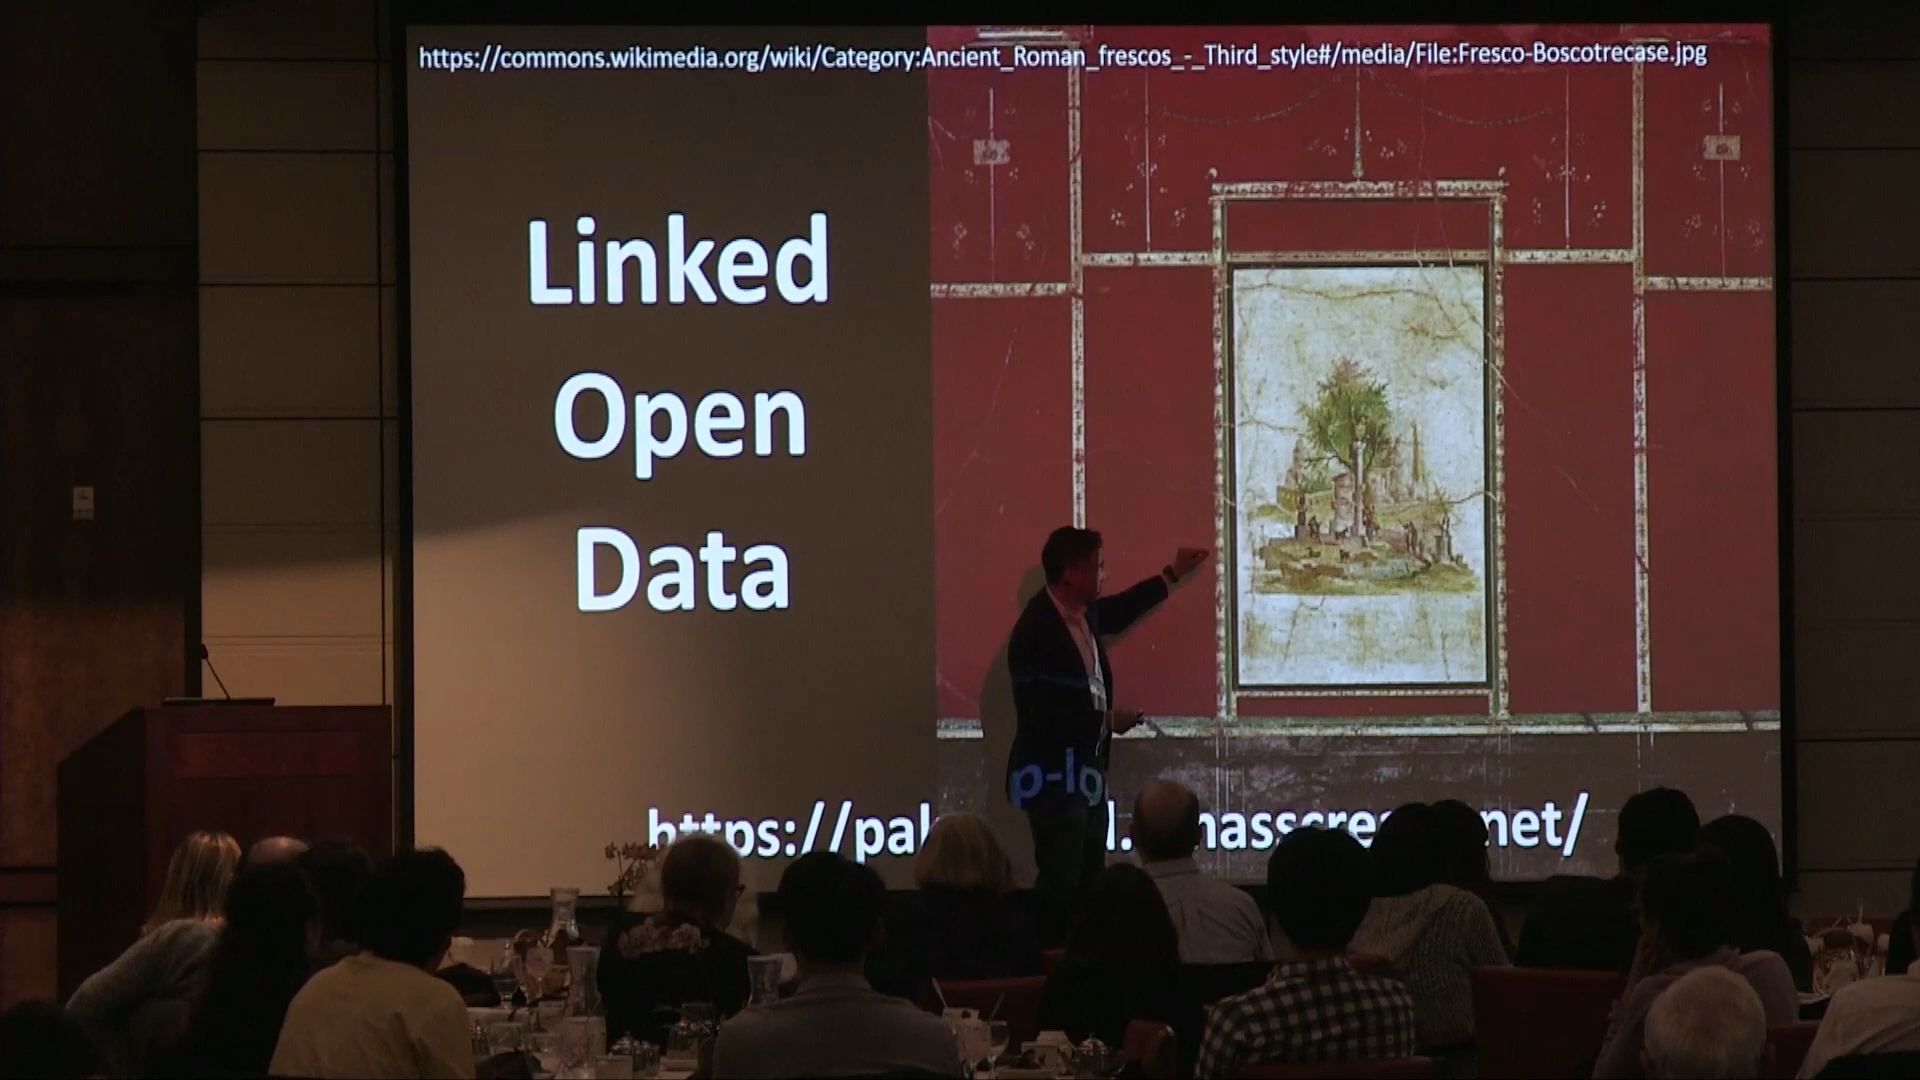 https://commons.wikimedia.org/wiki/Category:Ancient_Roman_frescos_-_Third_style#/media/File:Fresco-Boscotrecase.jpg
Linked
Open
Data